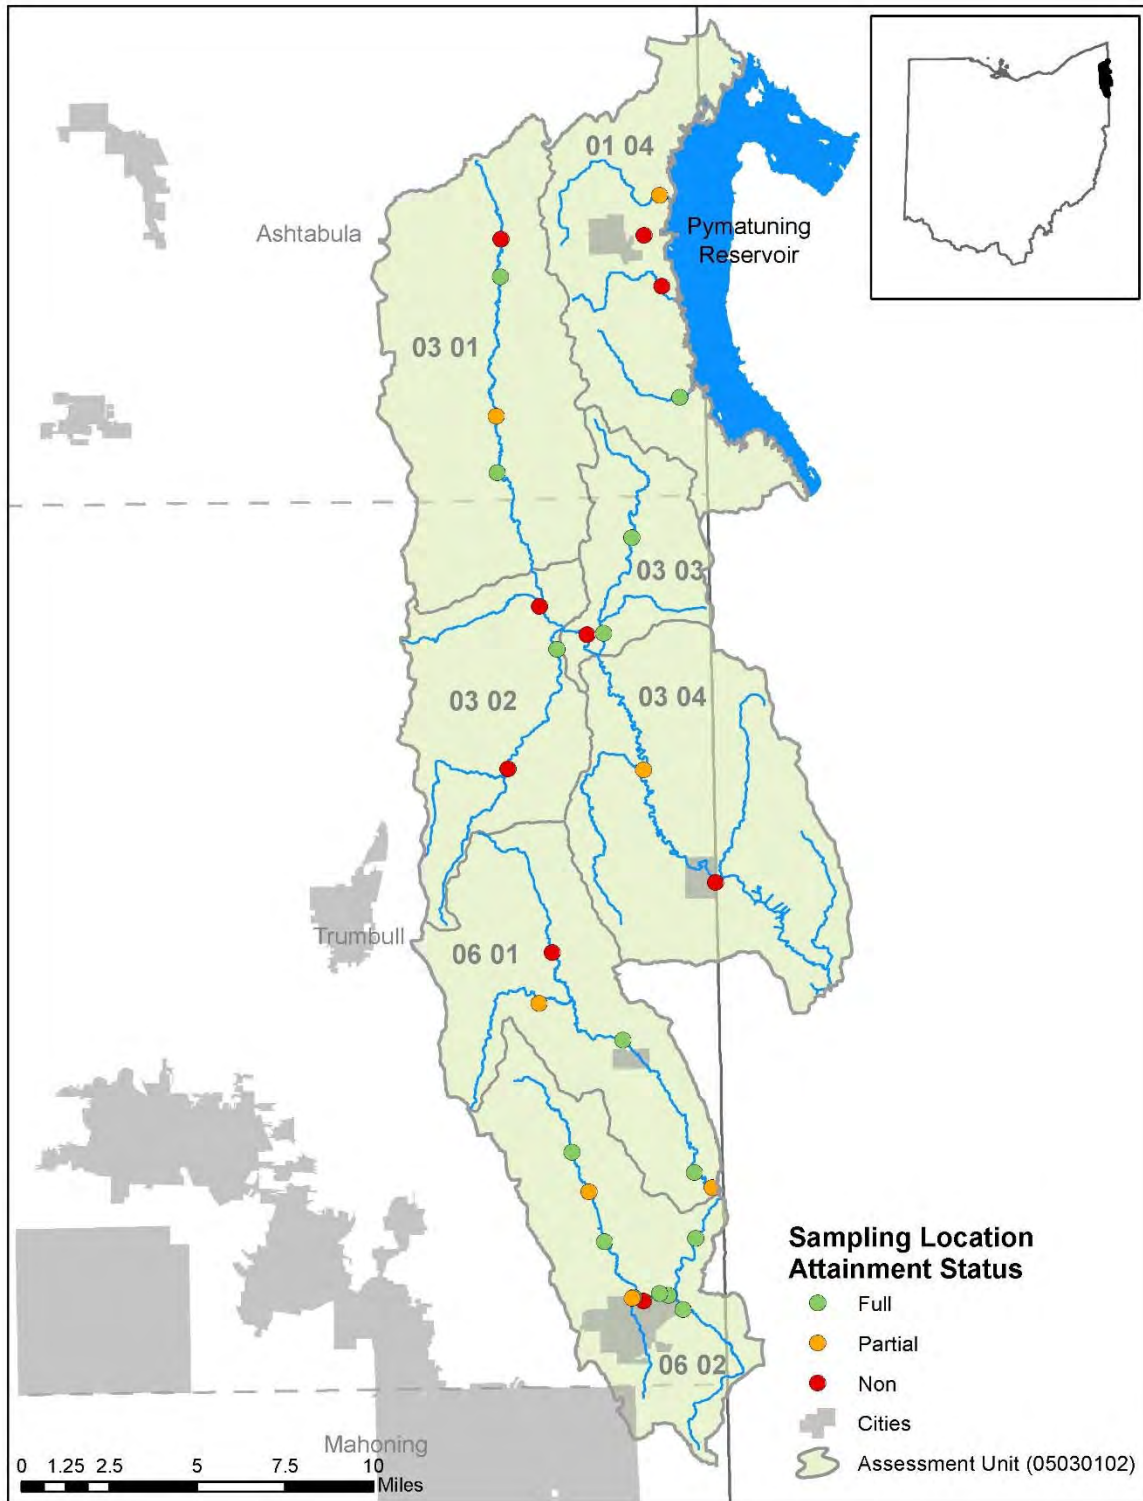 01 04
Ashtabula
Pymatuning
Reservoir
03 01
03 03
03 02
03 04
Trumbull
06 01
Sampling Location
Attainment Status
Full
Partial
Non
Cities
Assessment Unit (05030102)
06 02
Mahoning
0 1.25 2.5 5 7.5 10
Miles